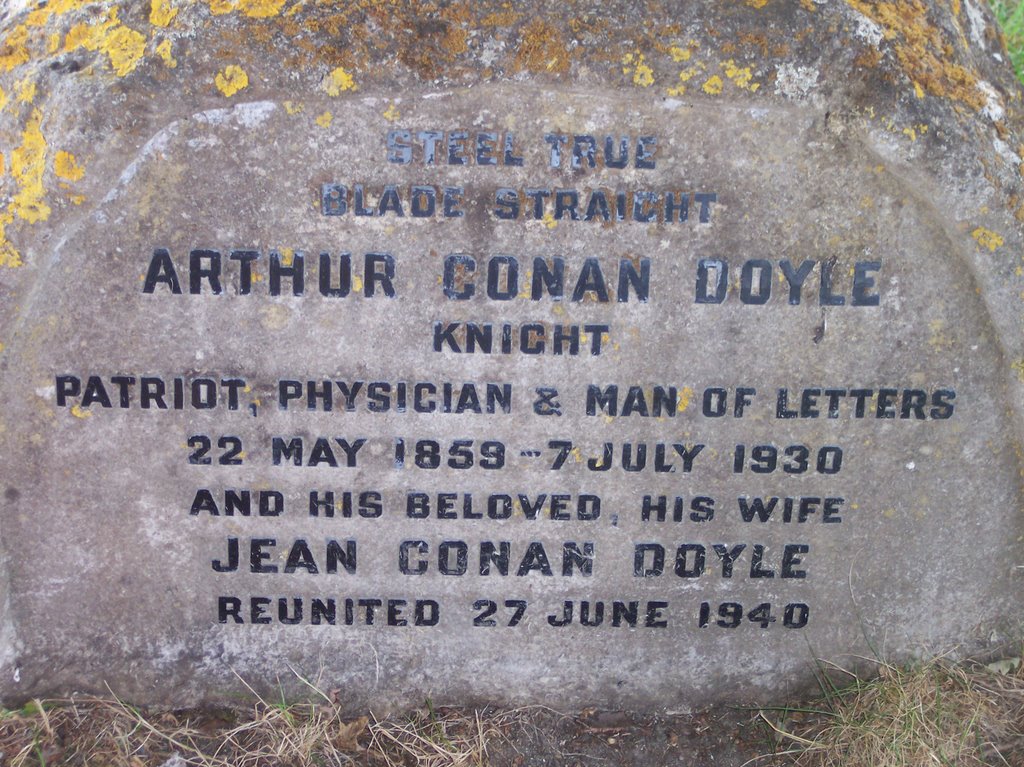 STEEL TRUE
BLADE STRAIGHT
ARTHUR CONAN DOYLE
KNIGHT
PATRIOT, PHYSICIAN & MAN OF LETTERS
22 MAY 1859 - 7 JULY 1930
AND HIS BELOVED, HIS WIFE
JEAN CONAN DOYLE
REUNITED 27 JUNE 1940